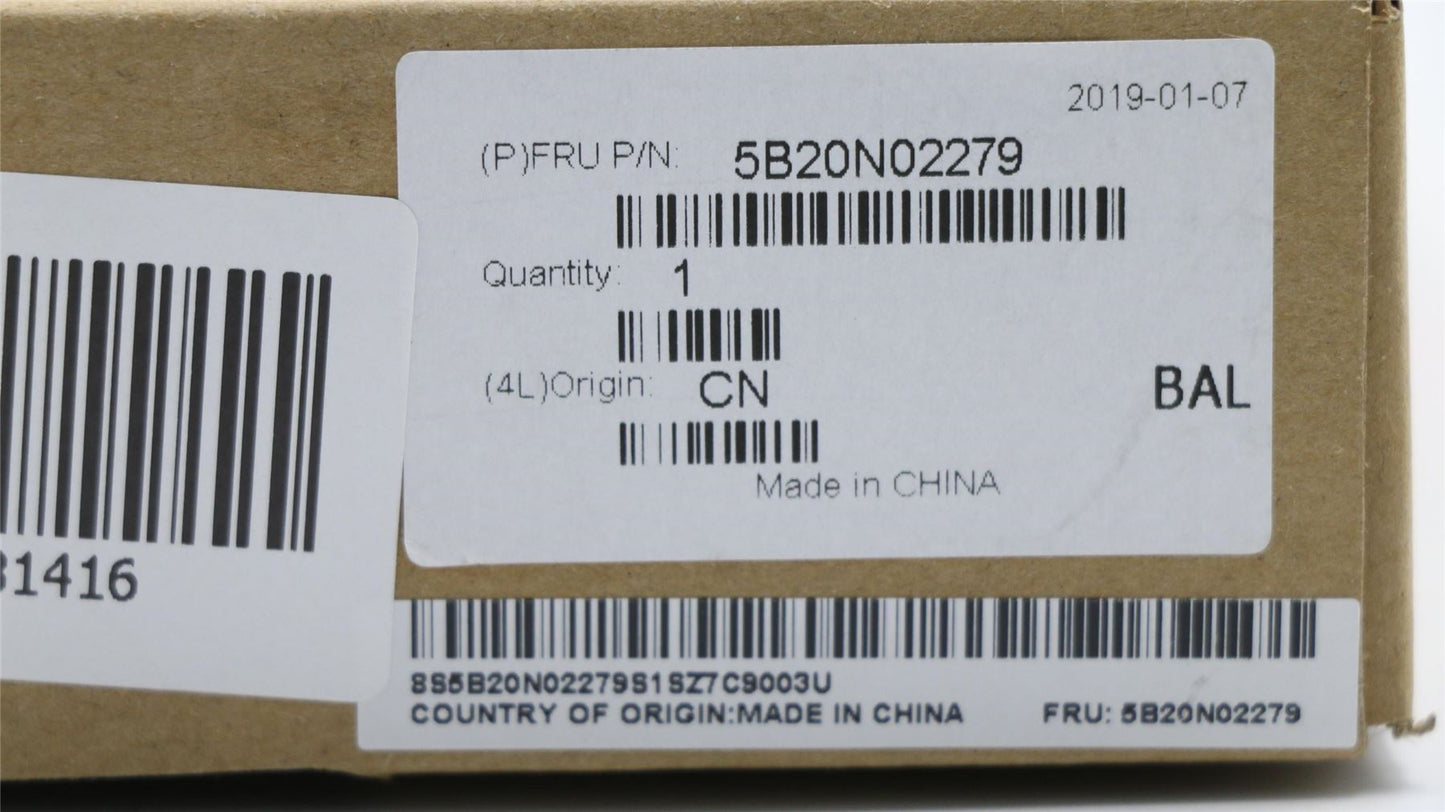 2019-01-07
(P)FRU P/N: 5B20N02279
Quantity: 1
(4L)Origin: CN
BAL
Made in CHINA
31416
8S5B20N02279S1SZ7C9003U
COUNTRY OF ORIGIN:MADE IN CHINA FRU: 5B20N02279